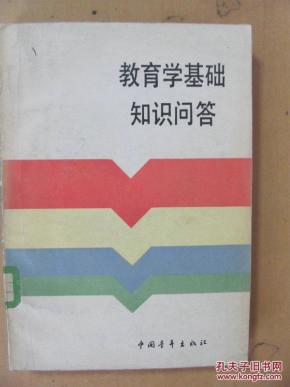 教育学基础
知识问答
中国青年出版社
孔夫子旧书网